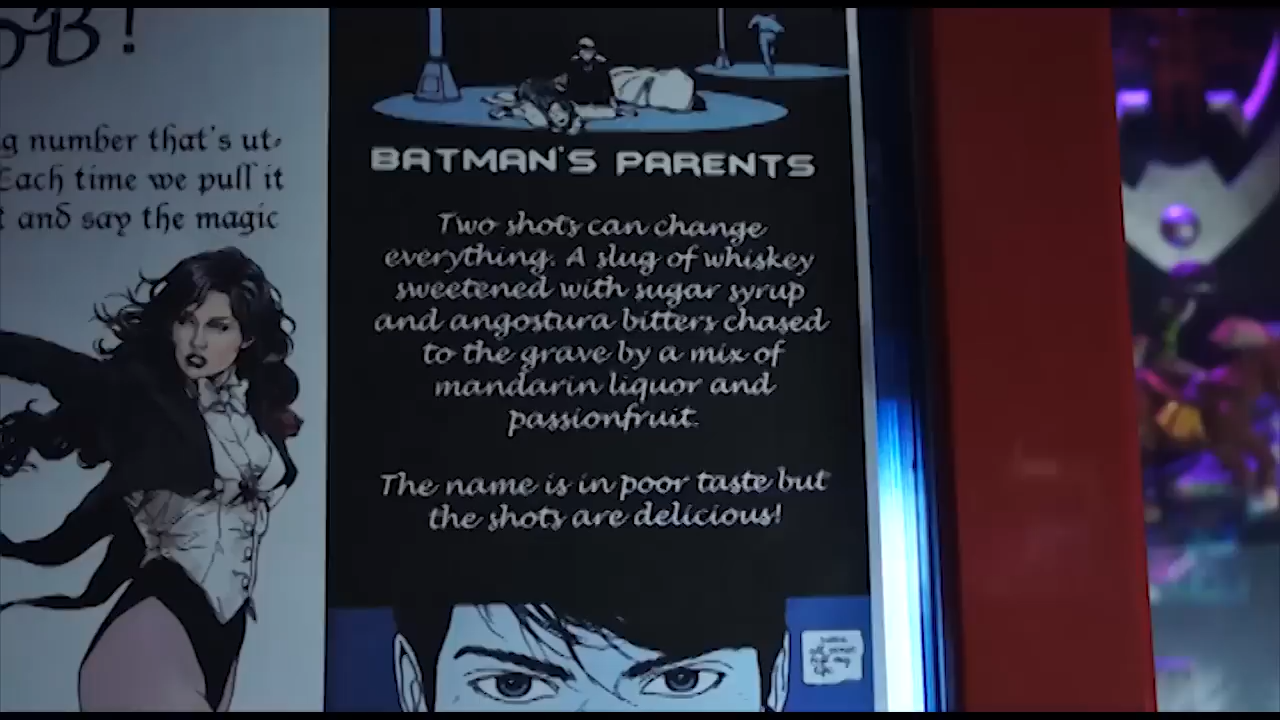 B!
g number that's ut-
Each time we pull it
t and say the magic
BATMAN'S PARENTS
Two shots can change
everything. A slug of whiskey
sweetened with sugar syrup
and angostura bitters chased
to the grave by a mix of
mandarin liquor and
passionfruit.
The name is in poor taste but
the shots are delicious!